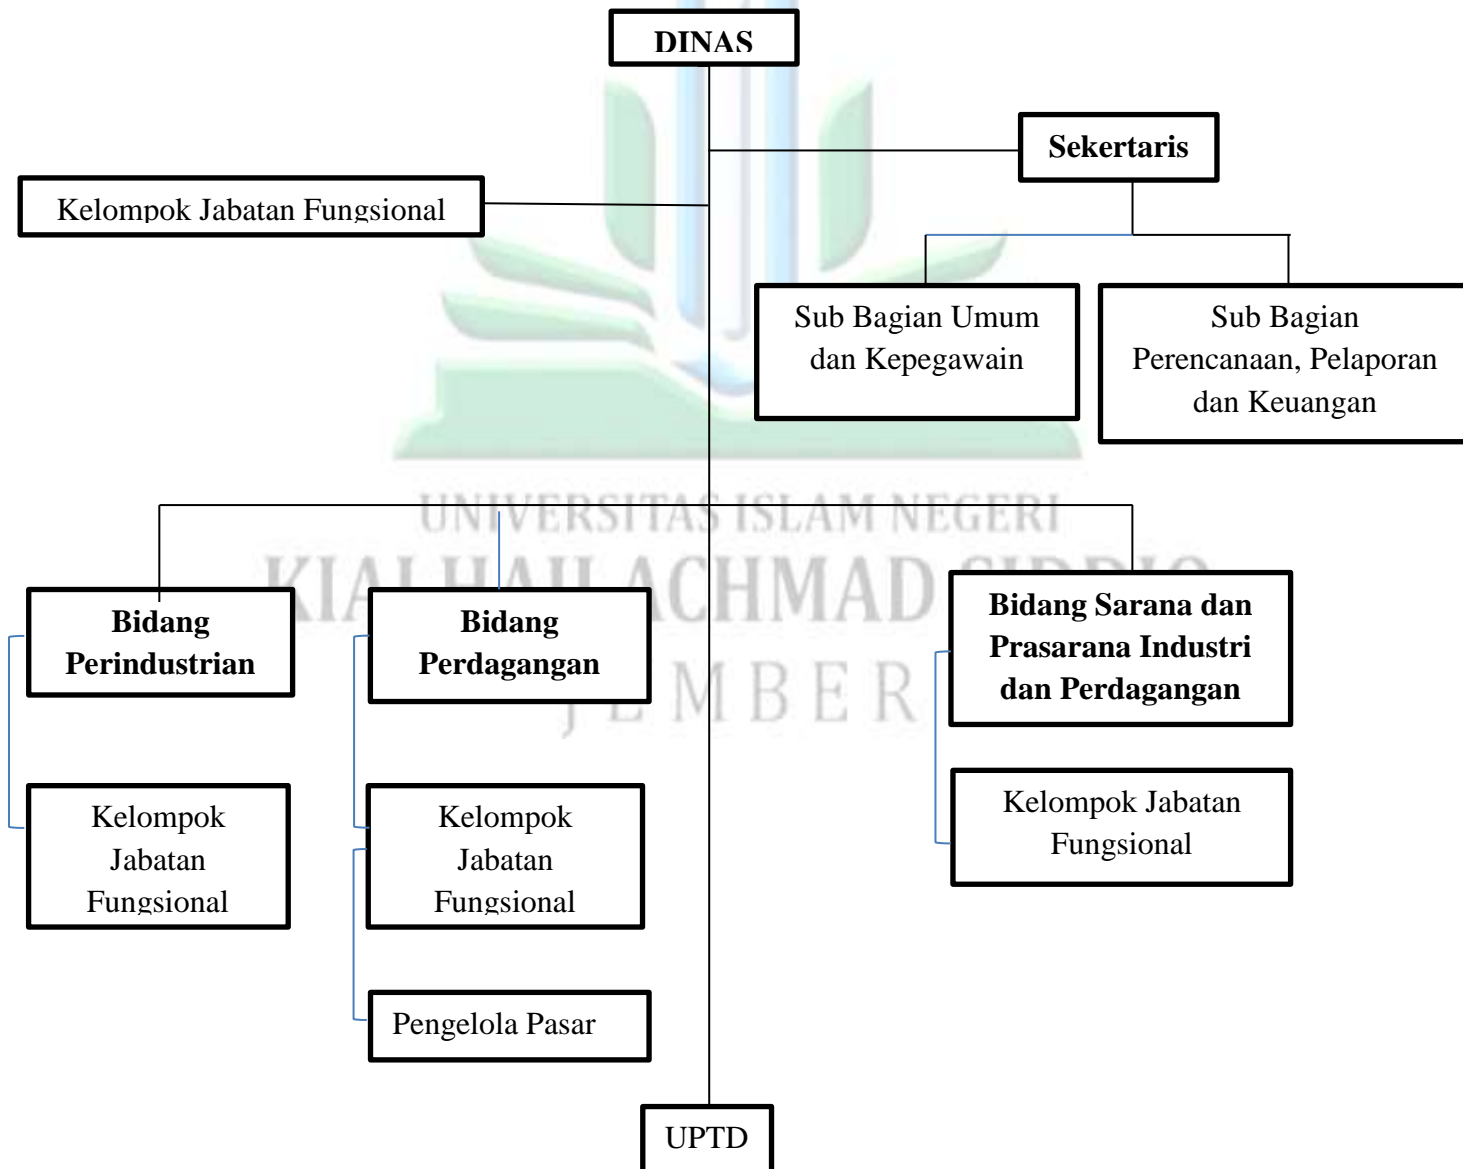 DINAS
Sekertaris
Kelompok Jabatan Fungsional
Sub Bagian Umum
dan Kepegawain
Sub Bagian
Perencanaan, Pelaporan
dan Keuangan
UNIVERSITAS ISLAM NEGERI
KIAI HAJI ACHMAD SIDDIQ
JEMBER
Bidang
Perindustrian
Bidang
Perdagangan
Bidang Sarana dan
Prasarana Industri
dan Perdagangan
Kelompok
Jabatan
Fungsional
Kelompok
Jabatan
Fungsional
Kelompok Jabatan
Fungsional
Pengelola Pasar
UPTD